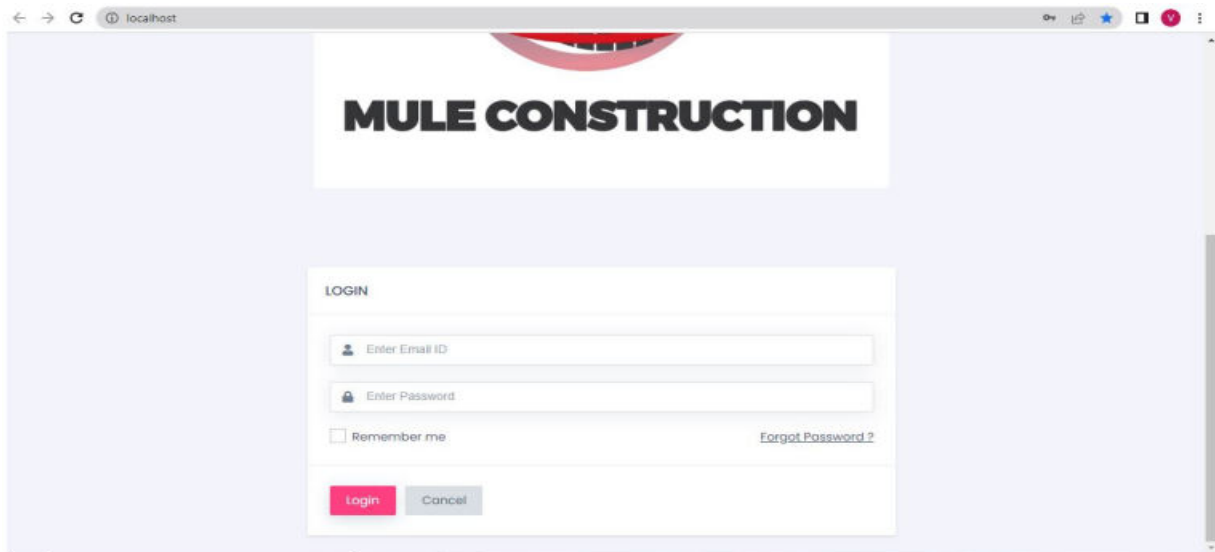 localhost
V
MULE CONSTRUCTION
LOGIN
Enter Email ID
Enter Password
Remember me
Forgot Password ?
Login
Cancel